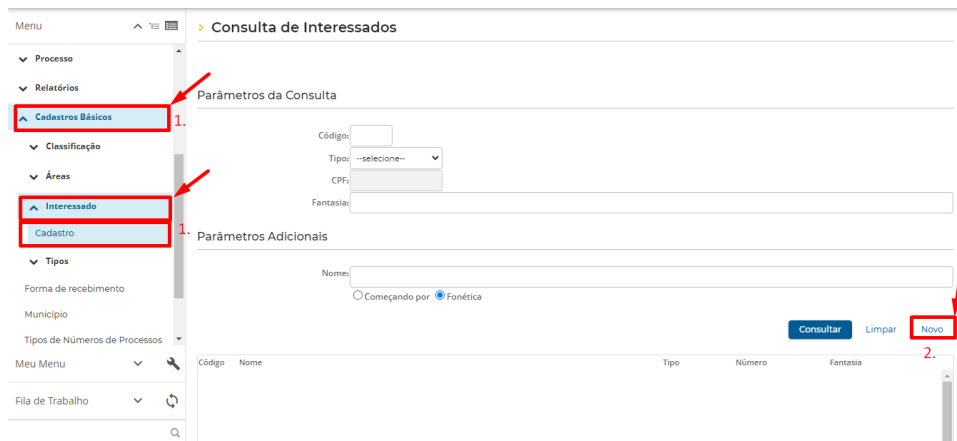 Menu
Processo
Relatórios
Cadastros Básicos
1.
Classificação
Áreas
Interessado
Cadastro
1.
Tipos
Forma de recebimento
Município
Tipos de Números de Processos
Meu Menu
Fila de Trabalho
Consulta de Interessados
Parâmetros da Consulta
Código:
Tipo: --selecione--
CPF:
Fantasia:
Parâmetros Adicionais
Nome:
Começando por Fonética
Consultar Limpar Novo
2.
Código Nome Tipo Número Fantasia